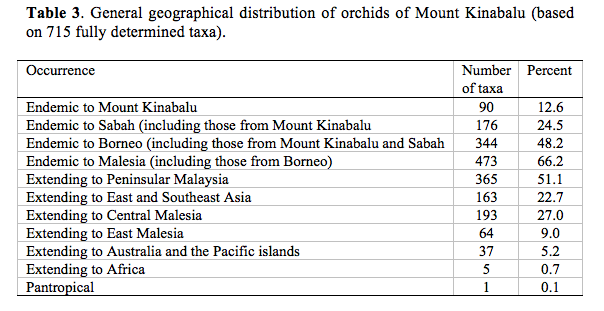 Table 3. General geographical distribution of orchids of Mount Kinabalu (based
on 715 fully determined taxa).
Occurrence Number Percent
of taxa
Endemic to Mount Kinabalu 90 12.6
Endemic to Sabah (including those from Mount Kinabalu 176 24.5
Endemic to Borneo (including those from Mount Kinabalu and Sabah 344 48.2
Endemic to Malesia (including those from Borneo) 473 66.2
Extending to Peninsular Malaysia 365 51.1
Extending to East and Southeast Asia 163 22.7
Extending to Central Malesia 193 27.0
Extending to East Malesia 64 9.0
Extending to Australia and the Pacific islands 37 5.2
Extending to Africa 5 0.7
Pantropical 1 0.1